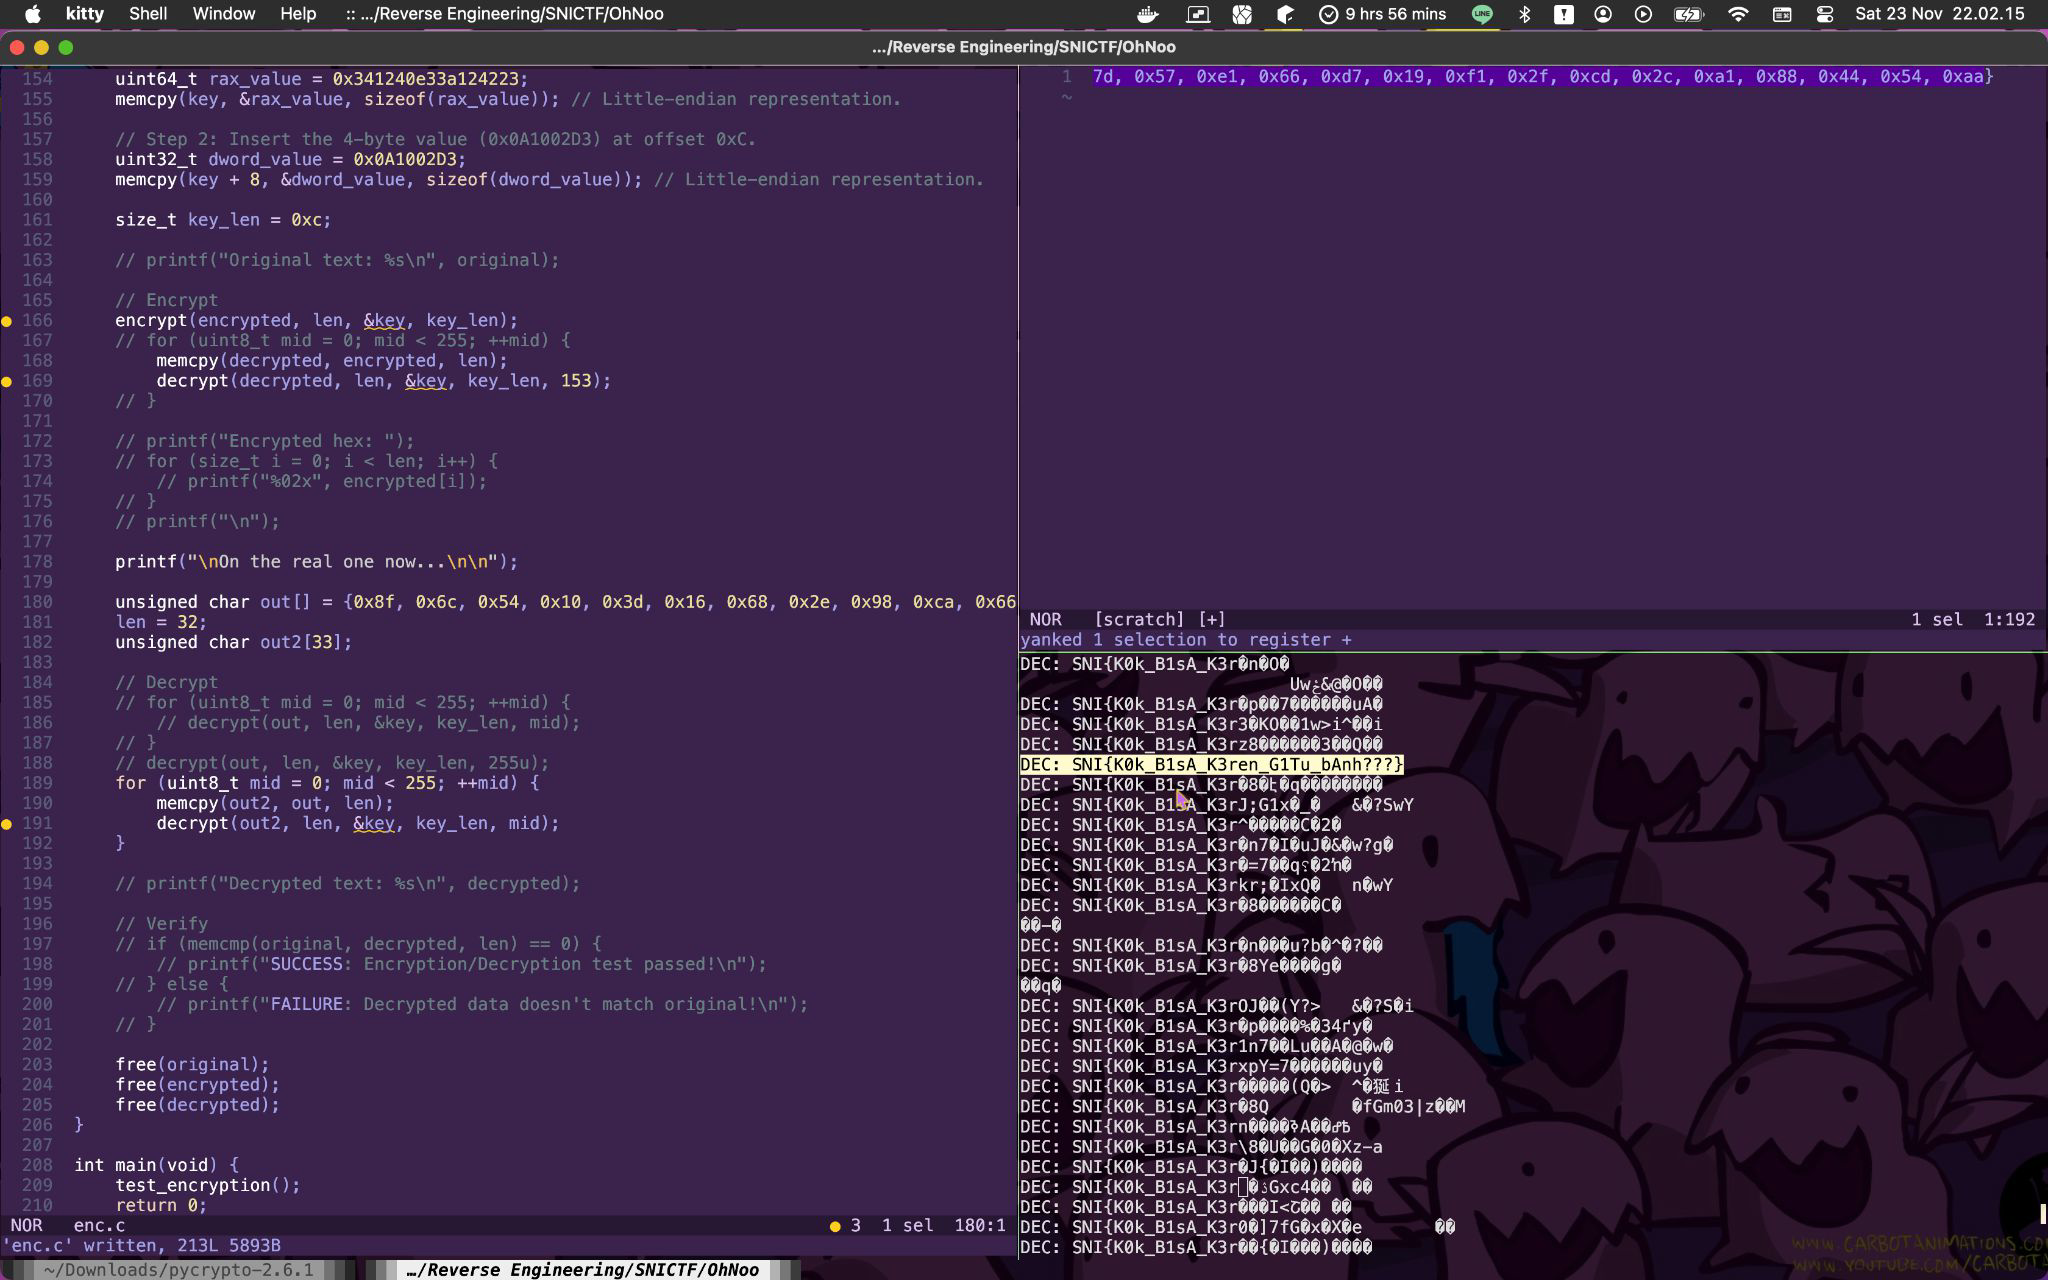 kitty Shell Window Help :: …/Reverse Engineering/SNICTF/OhNoo 9 hrs 56 mins LINE Sat 23 Nov 22.02.15
…/Reverse Engineering/SNICTF/OhNoo
154 uint64_t rax_value = 0x341240e33a124223;
155 memcpy(key, &rax_value, sizeof(rax_value)); // Little-endian representation.
156
157 // Step 2: Insert the 4-byte value (0x0A1002D3) at offset 0xC.
158 uint32_t dword_value = 0x0A1002D3;
159 memcpy(key + 8, &dword_value, sizeof(dword_value)); // Little-endian representation.
160
161 size_t key_len = 0xc;
162
163 // printf("Original text: %s\n", original);
164
165 // Encrypt
166 encrypt(encrypted, len, &key, key_len);
167 // for (uint8_t mid = 0; mid < 255; ++mid) {
168 memcpy(decrypted, encrypted, len);
169 decrypt(decrypted, len, &key, key_len, 153);
170 // }
171
172 // printf("Encrypted hex: ");
173 // for (size_t i = 0; i < len; i++) {
174 // printf("%02x", encrypted[i]);
175 // }
176 // printf("\n");
177
178 printf("\nOn the real one now...\n\n");
179
180 unsigned char out[] = {0x8f, 0x6c, 0x54, 0x10, 0x3d, 0x16, 0x68, 0x2e, 0x98, 0xca, 0x66
181 len = 32;
182 unsigned char out2[33];
183
184 // Decrypt
185 // for (uint8_t mid = 0; mid < 255; ++mid) {
186 // decrypt(out, len, &key, key_len, mid);
187 // }
188 // decrypt(out, len, &key, key_len, 255u);
189 for (uint8_t mid = 0; mid < 255; ++mid) {
190 memcpy(out2, out, len);
191 decrypt(out2, len, &key, key_len, mid);
192 }
193
194 // printf("Decrypted text: %s\n", decrypted);
195
196 // Verify
197 // if (memcmp(original, decrypted, len) == 0) {
198 // printf("SUCCESS: Encryption/Decryption test passed!\n");
199 // } else {
200 // printf("FAILURE: Decrypted data doesn't match original!\n");
201 // }
202
203 free(original);
204 free(encrypted);
205 free(decrypted);
206 }
207
208 int main(void) {
209 test_encryption();
210 return 0;
NOR enc.c 3 1 sel 180:1
'enc.c' written, 213L 5893B
1 7d, 0x57, 0xe1, 0x66, 0xd7, 0x19, 0xf1, 0x2f, 0xcd, 0x2c, 0xa1, 0x88, 0x44, 0x54, 0xaa}
~
NOR [scratch] [+] 1 sel 1:192
yanked 1 selection to register +
DEC: SNI{K0k_B1sA_K3r�n�O�
DEC: SNI{K0k_B1sA_K3r�p��7������uA�
DEC: SNI{K0k_B1sA_K3r3�KO��1w>i^��i
DEC: SNI{K0k_B1sA_K3rz8������3��Q��
DEC: SNI{K0k_B1sA_K3ren_G1Tu_bAnh???}
DEC: SNI{K0k_B1sA_K3r
DEC: SNI{K0k_B1sA_K3rJ;G1x�_� &�?SwY
DEC: SNI{K0k_B1sA_K3r^�����C�2�
DEC: SNI{K0k_B1sA_K3r�n7�I�uJ�&�w?g�
DEC: SNI{K0k_B1sA_K3r
DEC: SNI{K0k_B1sA_K3rkr;�IxQ� n�wY
DEC: SNI{K0k_B1sA_K3r�8������C�
��-�
DEC: SNI{K0k_B1sA_K3r�n���u?b�^�?��
DEC: SNI{K0k_B1sA_K3r�8Ye����g�
��q�
DEC: SNI{K0k_B1sA_K3rOJ��(Y?> &�?S�i
DEC: SNI{K0k_B1sA_K3r
DEC: SNI{K0k_B1sA_K3r1n7��Lu��A�@�w�
DEC: SNI{K0k_B1sA_K3rxpY=7������uy�
DEC: SNI{K0k_B1sA_K3r�����(Q�>
DEC: SNI{K0k_B1sA_K3r�8Q �fGm03|z��M
DEC: SNI{K0k_B1sA_K3r
DEC: SNI{K0k_B1sA_K3r\8�U��G�0�Xz-a
DEC: SNI{K0k_B1sA_K3r�J{�I��)����
DEC: SNI{K0k_B1sA_K3r
DEC: SNI{K0k_B1sA_K3r
DEC: SNI{K0k_B1sA_K3r0�]7fG�x�X�e ��
DEC: SNI{K0k_B1sA_K3r��{�I���)����
WWW.CARBOTANIMATIONS.CO
WWW.YOUTUBE.COM/CARBOT
~/Downloads/pycrypto-2.6.1 …/Reverse Engineering/SNICTF/OhNoo